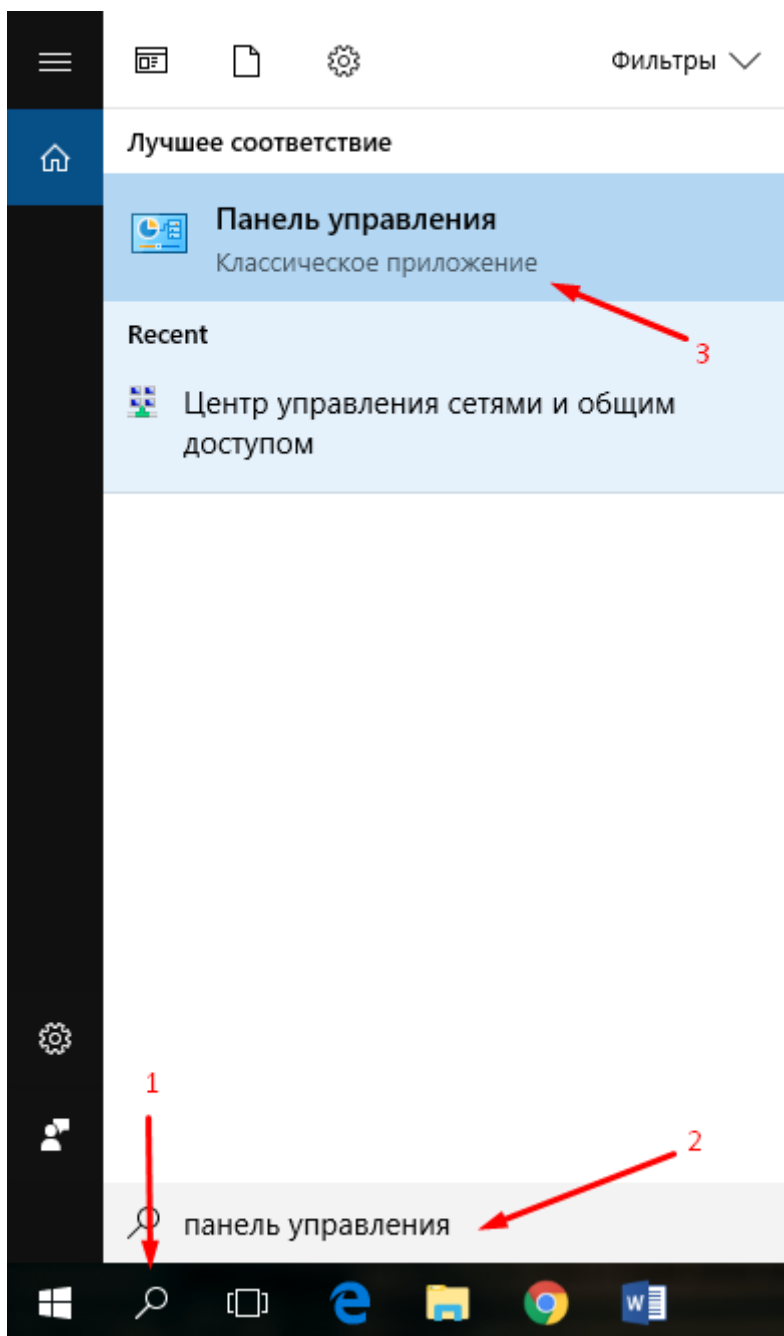 Фильтры
Лучшее соответствие
Панель управления
Классическое приложение
3
Recent
Центр управления сетями и общим
доступом
1
2
панель управления